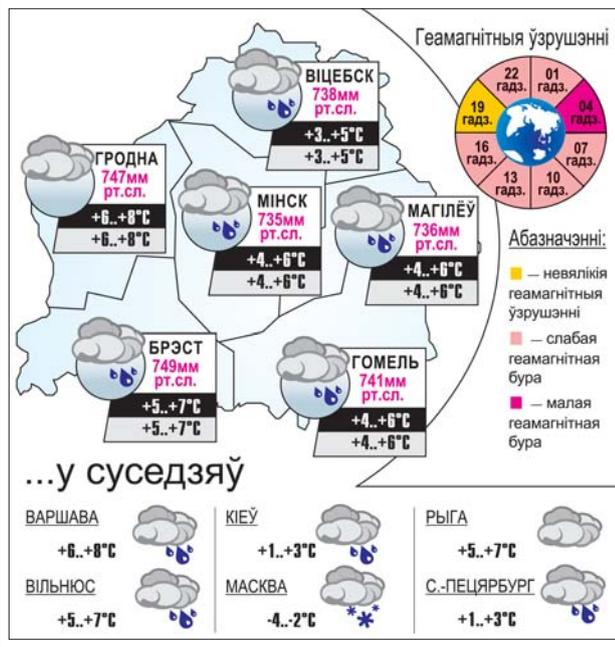 Геамагнітныя ўзрушэнні
22 гадз.
01 гадз.
04 гадз.
07 гадз.
10 гадз.
13 гадз.
16 гадз.
19 гадз.
Абазначэнні:
— невялікія
геамагнітныя
ўзрушэнні
— слабая
геамагнітная
бура
— малая
геамагнітная
бура
ВІЦЕБСК
738мм
рт.сл.
+3..+5°C
+3..+5°C
ГРОДНА
747мм
рт.сл.
+6..+8°C
+6..+8°C
МІНСК
735мм
рт.сл.
+4..+6°C
+4..+6°C
МАГІЛЁЎ
736мм
рт.сл.
+4..+6°C
+4..+6°C
БРЭСТ
749мм
рт.сл.
+5..+7°C
+5..+7°C
ГОМЕЛЬ
741мм
рт.сл.
+4..+6°C
+4..+6°C
...у суседзяў
ВАРШАВА
+6..+8°C
КІЕЎ
+1..+3°C
РЫГА
+5..+7°C
ВІЛЬНЮС
+5..+7°C
МАСКВА
-4..-2°C
С.-ПЕЦЯРБУРГ
+1..+3°C